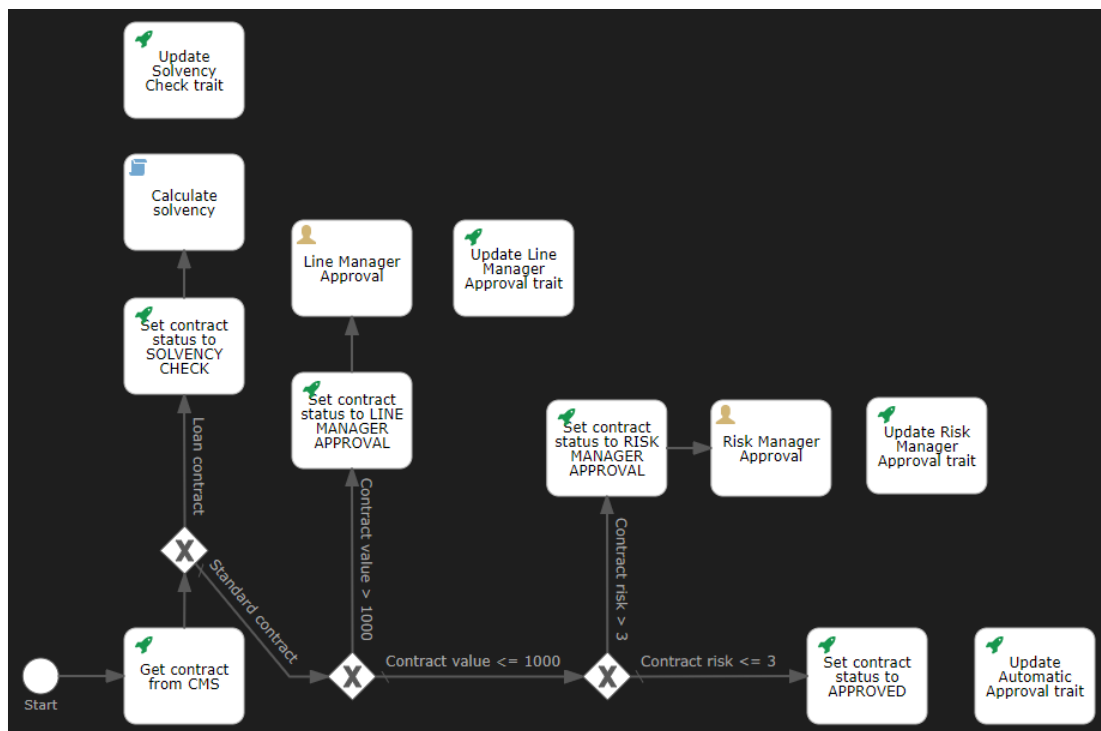 Update
Solvency
Check trait
Calculate
solvency
Line Manager
Approval
Update Line
Manager
Approval trait
Set contract
status to
SOLVENCY
CHECK
Set contract
status to LINE
MANAGER
APPROVAL
Set contract
status to RISK
MANAGER
APPROVAL
Risk Manager
Approval
Update Risk
Manager
Approval trait
Loan contract
Contract value > 1000
Contract risk > 3
X
Standard contract
Get contract
from CMS
Start
X
Contract value <= 1000
X
Contract risk <= 3
Set contract
status to
APPROVED
Update
Automatic
Approval trait